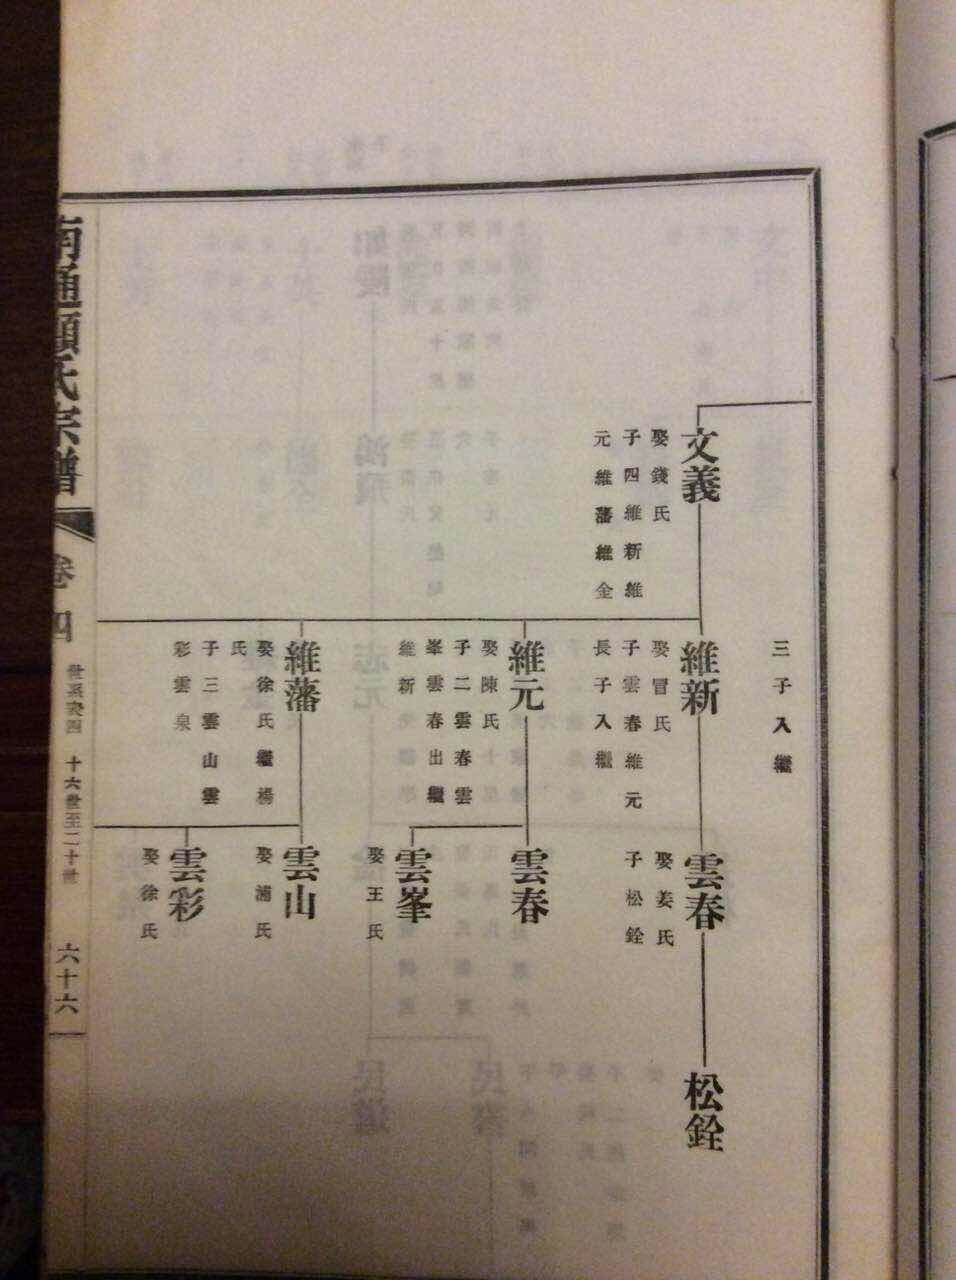 三子入繼
文義
娶錢氏
子四維新維
元維藩維全
維新
娶冒氏
子雲春維元
長子入繼
維元
娶陳氏
子二雲春雲
峯雲春出繼
維新
維藩
娶徐氏繼楊
氏
子三雲山雲
彩雲泉
雲春
娶姜氏
子松銓
雲春
雲峯
娶王氏
雲山
娶浦氏
雲彩
娶徐氏
松銓
南通顧氏宗譜
卷四
世系表四 十六世至二十世
六十六